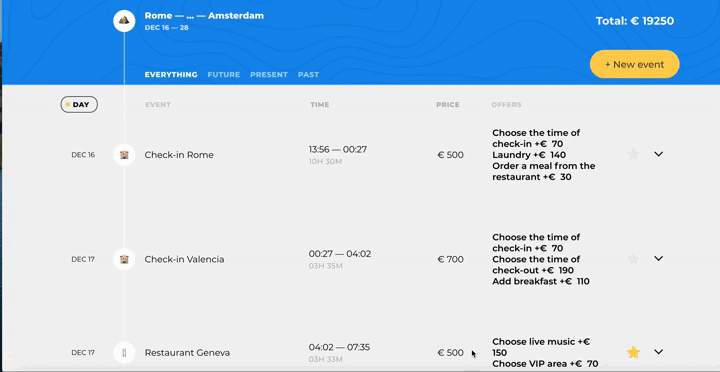 Rome — ... — Amsterdam
DEC 16 — 28
Total: € 19250
+ New event
EVERYTHING FUTURE PRESENT PAST
DAY EVENT TIME PRICE OFFERS
DEC 16
Check-in Rome
13:56 — 00:27
10H 30M
€ 500
Choose the time of
check-in +€ 70
Laundry +€ 140
Order a meal from the
restaurant +€ 30
DEC 17
Check-in Valencia
00:27 — 04:02
03H 35M
€ 700
Choose the time of
check-in +€ 70
Choose the time of
check-out +€ 190
Add breakfast +€ 110
DEC 17
Restaurant Geneva
04:02 — 07:35
03H 33M
€ 500
Choose live music +€
150
Choose VIP area +€ 70